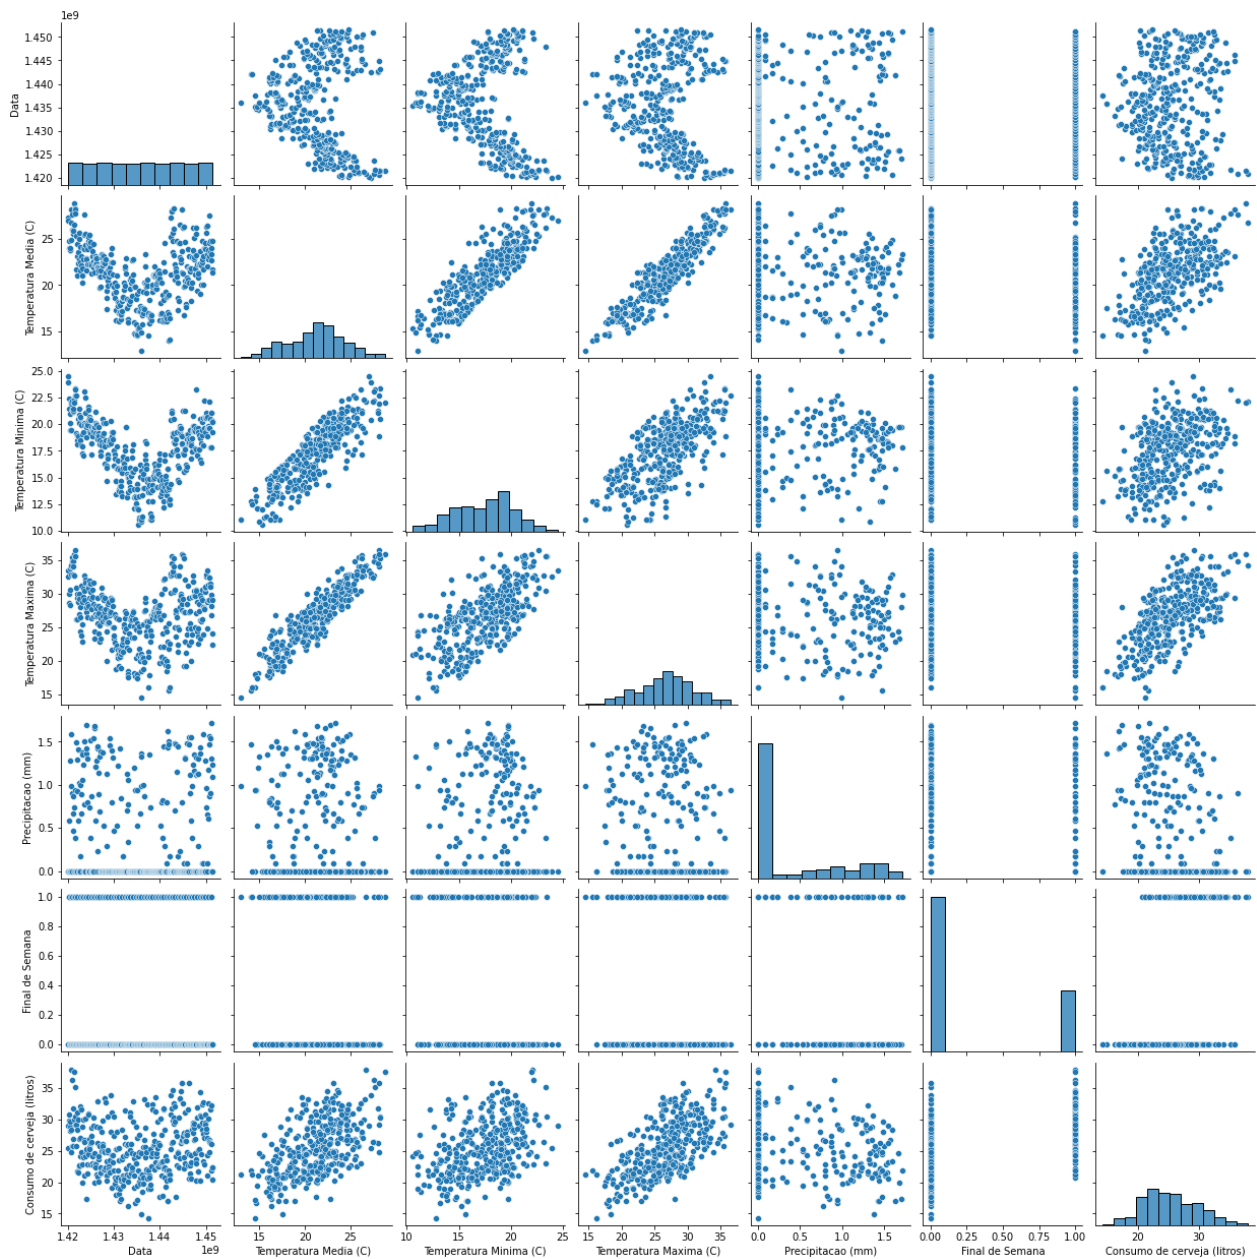 1e9
1.450
1.445
1.440
1.435
1.430
1.425
1.420
Data
25
20
15
Temperatura Media (C)
25.0
22.5
20.0
17.5
15.0
12.5
10.0
Temperatura Minima (C)
35
30
25
20
15
Temperatura Maxima (C)
1.5
1.0
0.5
0.0
Precipitacao (mm)
1.0
0.8
0.6
0.4
0.2
0.0
Final de Semana
35
30
25
20
15
Consumo de cerveja (litros)
1.42 1.43 1.44 1.45
1e9
Data
15 20 25
Temperatura Media (C)
10 15 20 25
Temperatura Minima (C)
15 20 25 30 35
Temperatura Maxima (C)
0.0 0.5 1.0 1.5
Precipitacao (mm)
0.00 0.25 0.50 0.75 1.00
Final de Semana
20 30
Consumo de cerveja (litros)